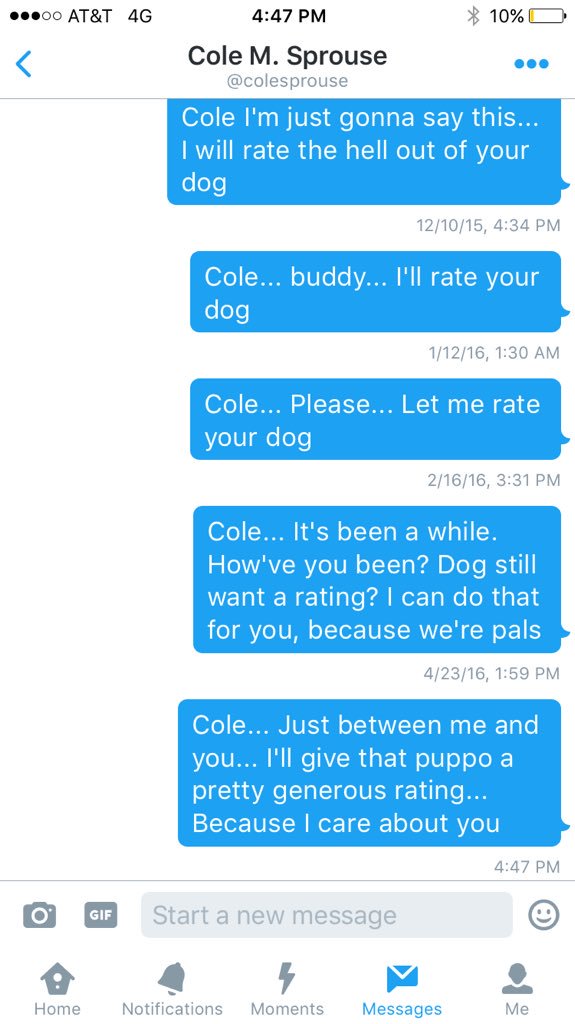 AT&T 4G 4:47 PM 10%
Cole M. Sprouse
@colesprouse
Cole I'm just gonna say this...
I will rate the hell out of your
dog
12/10/15, 4:34 PM
Cole... buddy... I'll rate your
dog
1/12/16, 1:30 AM
Cole... Please... Let me rate
your dog
2/16/16, 3:31 PM
Cole... It's been a while.
How've you been? Dog still
want a rating? I can do that
for you, because we're pals
4/23/16, 1:59 PM
Cole... Just between me and
you... I'll give that puppo a
pretty generous rating...
Because I care about you
4:47 PM
GIF Start a new message
Home Notifications Moments Messages Me